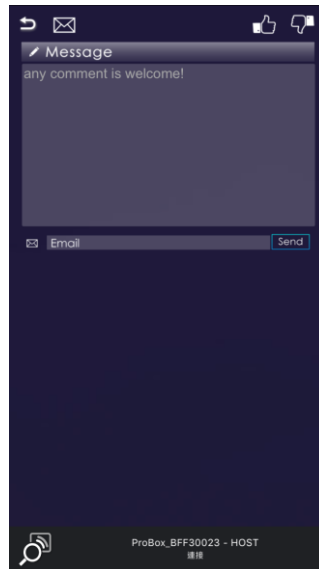 Message
any comment is welcome!
Email
Send
ProBox_BFF30023 - HOST
連接